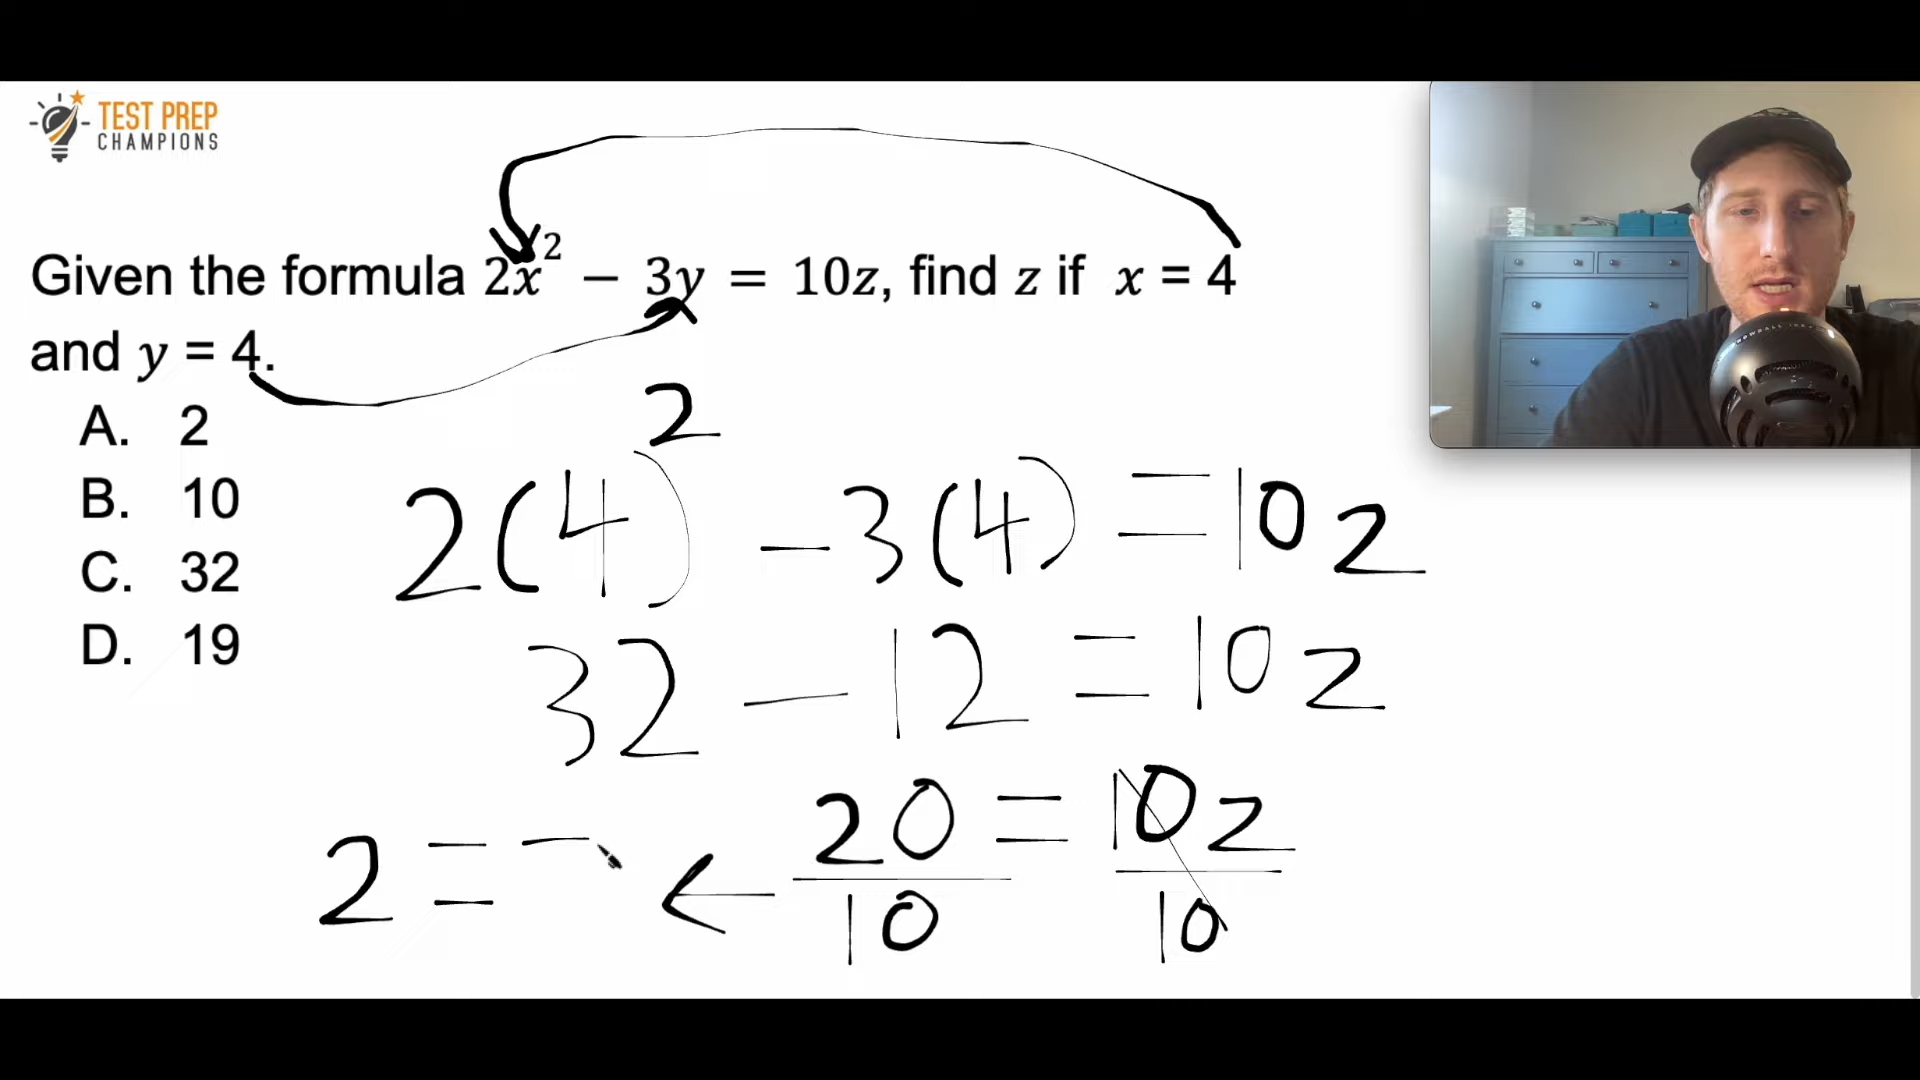 TEST PREP
CHAMPIONS
Given the formula 2x² − 3y = 10z, find z if x = 4
and y = 4.
A. 2
B. 10
C. 32
D. 19
2(4)² − 3(4) = 10z
32 − 12 = 10z
20/10 = 10z/10
2 =